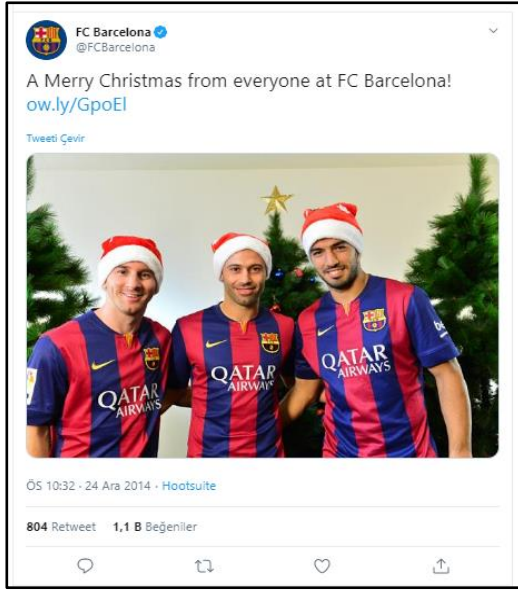 FC Barcelona
@FCBarcelona
A Merry Christmas from everyone at FC Barcelona!
ow.ly/GpoEl
Tweeti Çevir
QATAR
AIRWAYS
QATAR
AIRWAYS
QATAR
AIRWAYS
ÖS 10:32 · 24 Ara 2014 · Hootsuite
804 Retweet 1,1 B Beğeniler